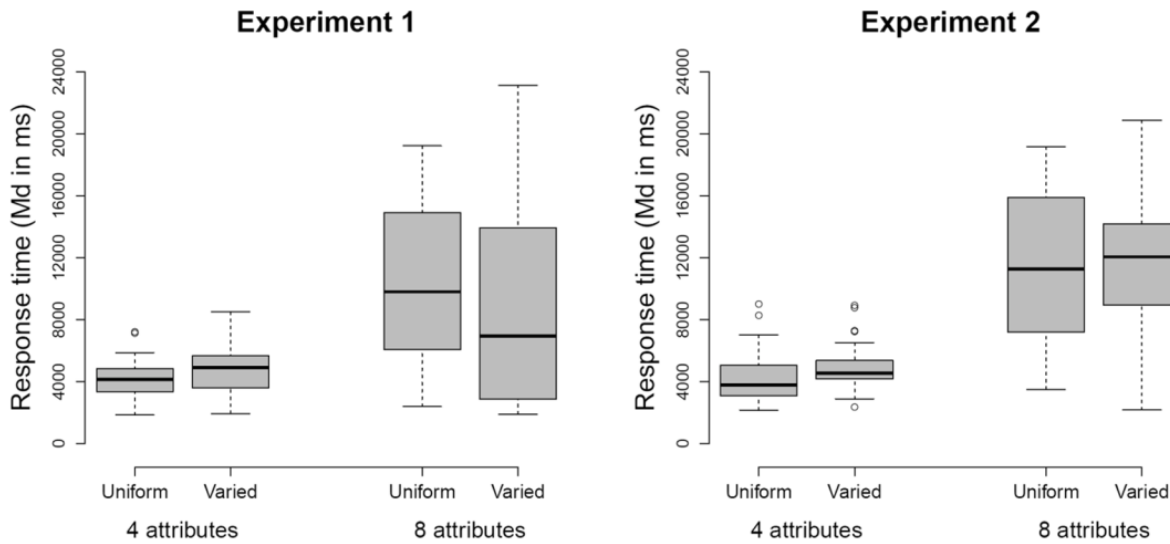 Experiment 1
Response time (Md in ms)
24000
20000
16000
12000
8000
4000
0
Uniform Varied Uniform Varied
4 attributes 8 attributes
Experiment 2
Response time (Md in ms)
24000
20000
16000
12000
8000
4000
0
Uniform Varied Uniform Varied
4 attributes 8 attributes